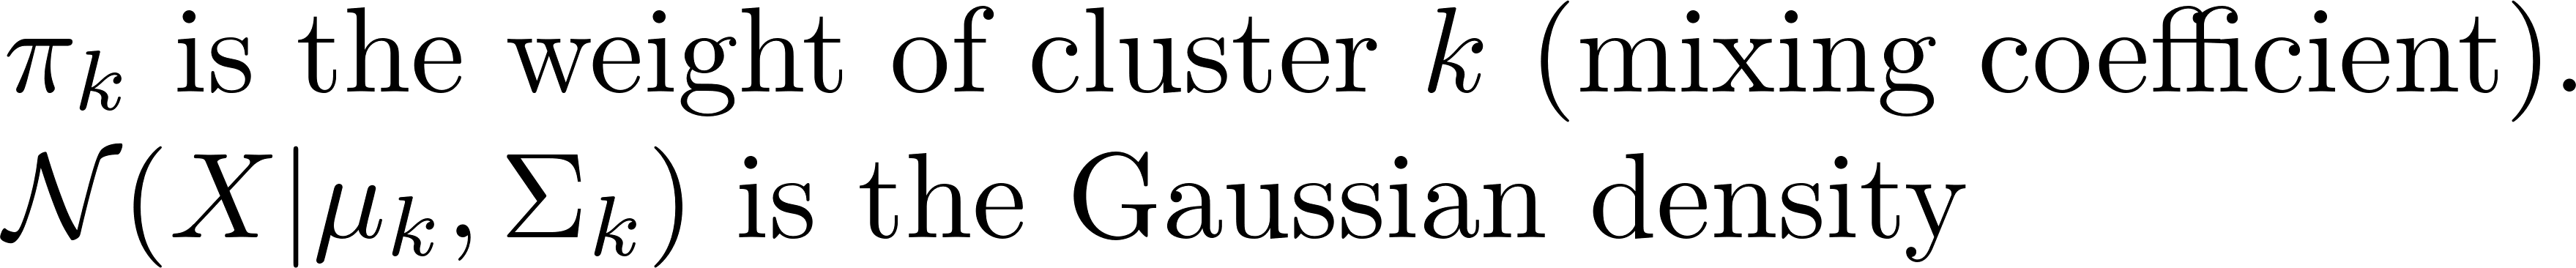 π_k is the weight of cluster k (mixing coefficient).
𝒩(X|μ_k, Σ_k) is the Gaussian density